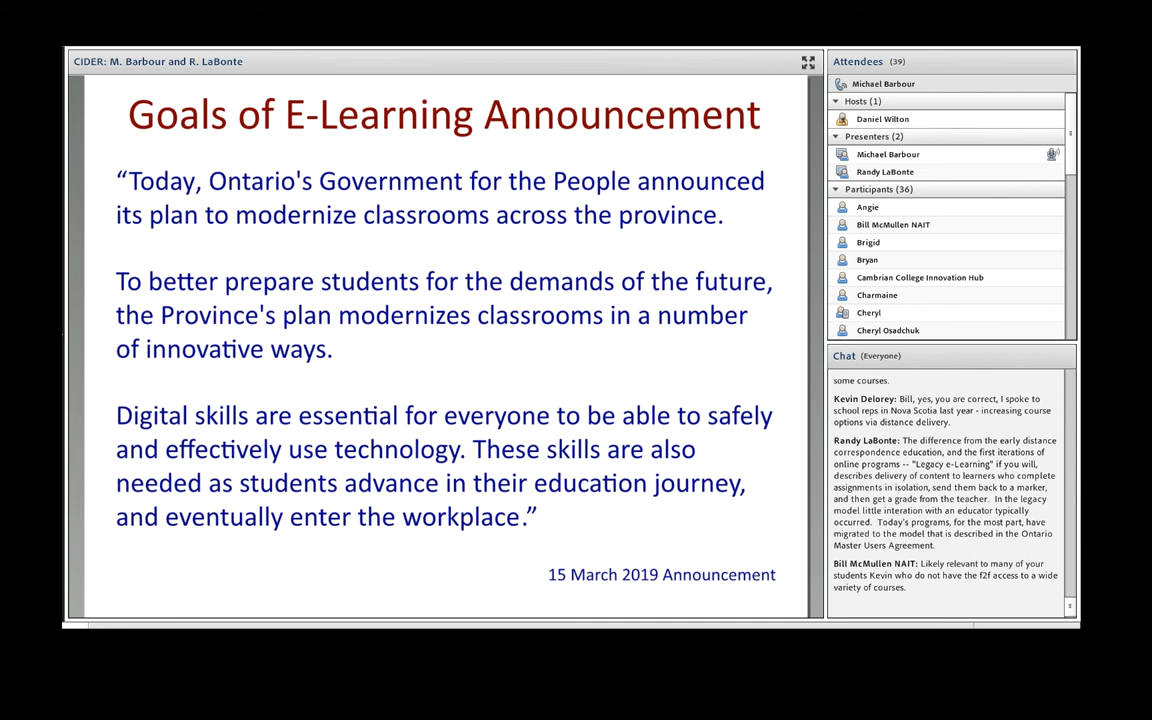 CIDER: M. Barbour and R. LaBonte
Goals of E-Learning Announcement
“Today, Ontario's Government for the People announced
its plan to modernize classrooms across the province.
To better prepare students for the demands of the future,
the Province's plan modernizes classrooms in a number
of innovative ways.
Digital skills are essential for everyone to be able to safely
and effectively use technology. These skills are also
needed as students advance in their education journey,
and eventually enter the workplace.”
15 March 2019 Announcement
Attendees (39)
Michael Barbour
Hosts (1)
Daniel Wilton
Presenters (2)
Michael Barbour
Randy LaBonte
Participants (36)
Angie
Bill McMullen NAIT
Brigid
Bryan
Cambrian College Innovation Hub
Charmaine
Cheryl
Cheryl Osadchuk
Chat (Everyone)
some courses.
Kevin Delorey: Bill, yes, you are correct, I spoke to
school reps in Nova Scotia last year - increasing course
options via distance delivery.
Randy LaBonte: The difference from the early distance
correspondence education, and the first iterations of
online programs -- "Legacy e-Learning" if you will,
describes delivery of content to learners who complete
assignments in isolation, send them back to a marker,
and then get a grade from the teacher. In the legacy
model little interation with an educator typically
occurred. Today's programs, for the most part, have
migrated to the model that is described in the Ontario
Master Users Agreement.
Bill McMullen NAIT: Likely relevant to many of your
students Kevin who do not have the f2f access to a wide
variety of courses.